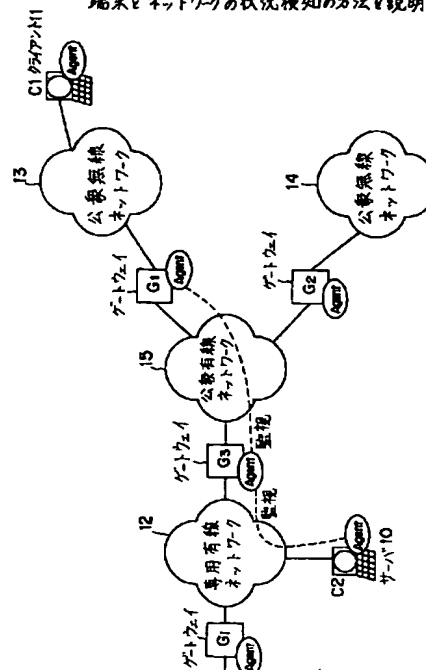 端末とネットワークの状況検知の方法を説明
C1 クライアント11
Agent
13
公衆無線
ネットワーク
14
公衆無線
ネットワーク
ゲートウェイ
G1
Agent
ゲートウェイ
G2
Agent
15
公衆有線
ネットワーク
ゲートウェイ
G3
Agent
監視
監視
12
専用有線
ネットワーク
Agent
C2
サーバ10
ゲートウェイ
Gi
Agent